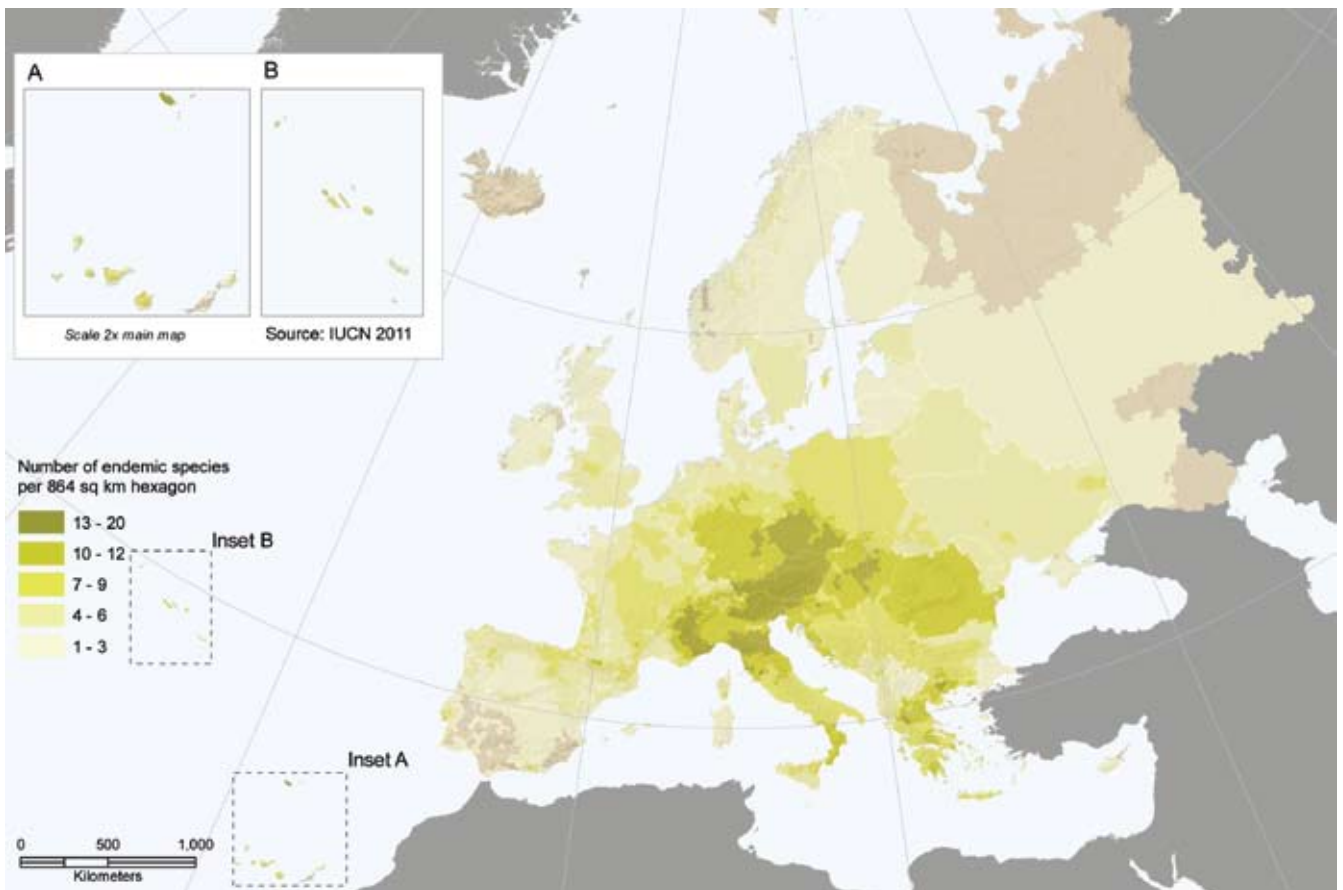 A
B
Scale 2x main map
Source: IUCN 2011
Number of endemic species
per 864 sq km hexagon
13 - 20
10 - 12
7 - 9
4 - 6
1 - 3
Inset B
Inset A
0 500 1,000
Kilometers